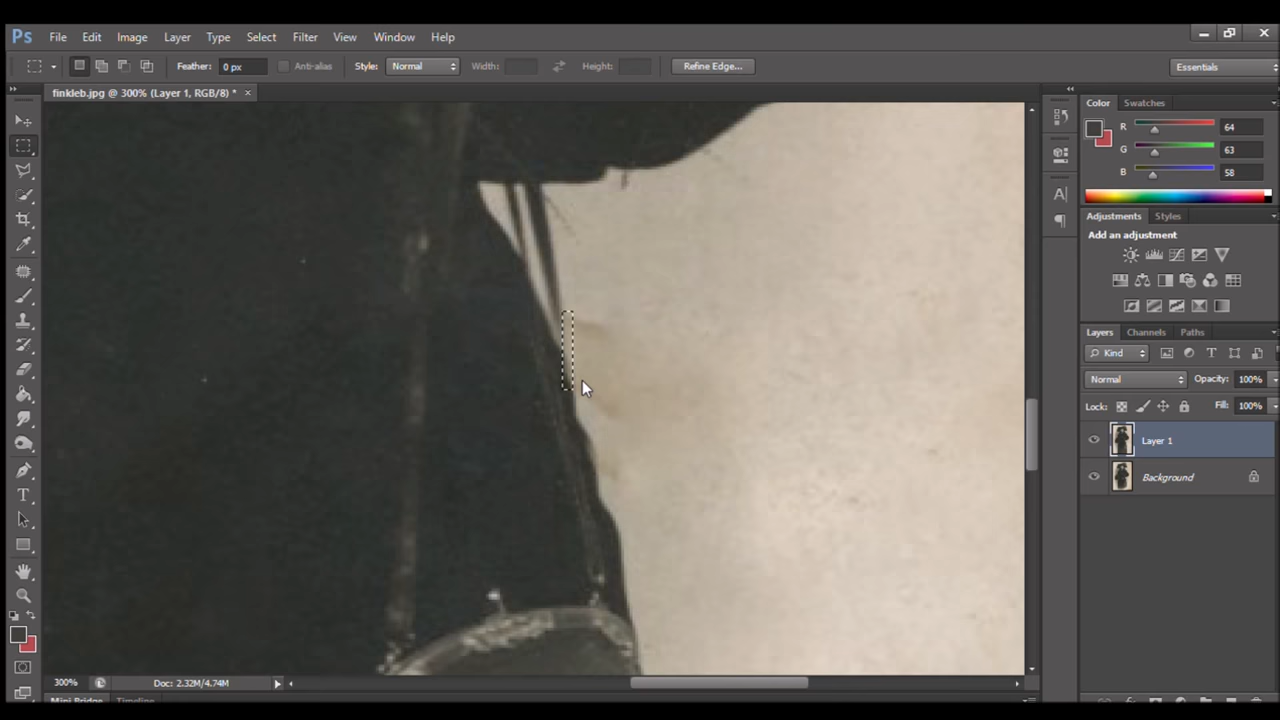 Ps File Edit Image Layer Type Select Filter View Window Help
Feather: 0 px Anti-alias Style: Normal Width: Height: Refine Edge... Essentials
finkleb.jpg @ 300% (Layer 1, RGB/8) * ×
Color Swatches
R 64
G 63
B 58
Adjustments Styles
Add an adjustment
Layers Channels Paths
Kind
Normal Opacity: 100%
Lock: Fill: 100%
Layer 1
Background
300% Doc: 2.32M/4.74M
Mini Bridge Timeline